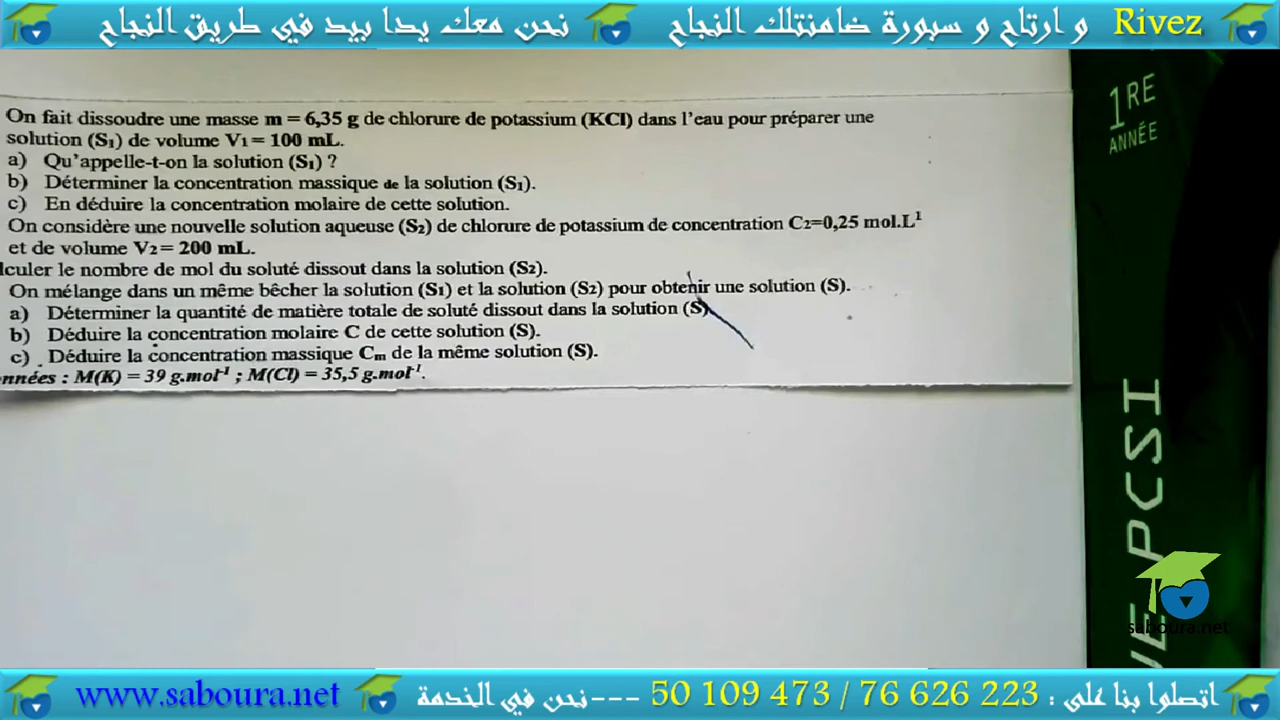 نحن معك يدا بيد في طريق النجاح و ارتاح و سبورة ضامنتلك النجاح Rivez
1RE
ANNÉE
On fait dissoudre une masse m = 6,35 g de chlorure de potassium (KCl) dans l'eau pour préparer une
solution (S1) de volume V1 = 100 mL.
a) Qu'appelle-t-on la solution (S1) ?
b) Déterminer la concentration massique de la solution (S1).
c) En déduire la concentration molaire de cette solution.
On considère une nouvelle solution aqueuse (S2) de chlorure de potassium de concentration C2=0,25 mol.L1
et de volume V2 = 200 mL.
lculer le nombre de mol du soluté dissout dans la solution (S2).
On mélange dans un même bêcher la solution (S1) et la solution (S2) pour obtenir une solution (S).
a) Déterminer la quantité de matière totale de soluté dissout dans la solution (S).
b) Déduire la concentration molaire C de cette solution (S).
c) Déduire la concentration massique Cm de la même solution (S).
nnées : M(K) = 39 g.mol-1 ; M(Cl) = 35,5 g.mol-1.
PCSI
saboura.net
www.saboura.net اتصلوا بنا على : 50 109 473 / 76 626 223 ---نحن في الخدمة